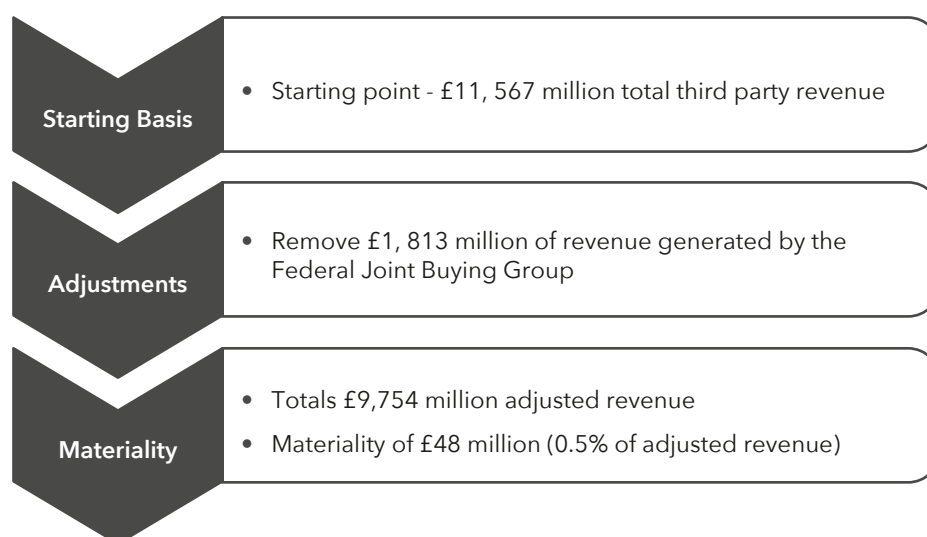 Starting Basis
• Starting point - £11, 567 million total third party revenue
Adjustments
• Remove £1, 813 million of revenue generated by the
Federal Joint Buying Group
Materiality
• Totals £9,754 million adjusted revenue
• Materiality of £48 million (0.5% of adjusted revenue)